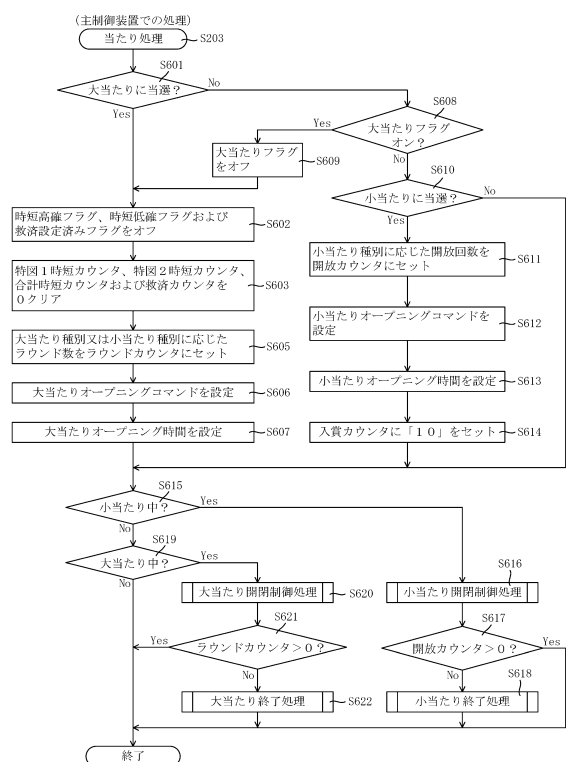 (主制御装置での処理)
当たり処理
S203
S601
大当たりに当選?
No
Yes
S608
大当たりフラグ
オン?
Yes
No
大当たりフラグ
をオフ
S609
S610
小当たりに当選?
No
Yes
時短高確フラグ、時短低確フラグおよび
救済設定済みフラグをオフ
S602
小当たり種別に応じた開放回数を
開放カウンタにセット
S611
特図1時短カウンタ、特図2時短カウンタ、
合計時短カウンタおよび救済カウンタを
0クリア
S603
小当たりオープニングコマンドを
設定
S612
大当たり種別又は小当たり種別に応じた
ラウンド数をラウンドカウンタにセット
S605
小当たりオープニング時間を設定
S613
大当たりオープニングコマンドを設定
S606
大当たりオープニング時間を設定
S607
入賞カウンタに「10」をセット
S614
S615
小当たり中?
Yes
No
S619
大当たり中?
Yes
No
大当たり開閉制御処理
S620
S616
小当たり開閉制御処理
S621
ラウンドカウンタ>0?
Yes
No
S617
開放カウンタ>0?
Yes
No
大当たり終了処理
S622
S618
小当たり終了処理
終了